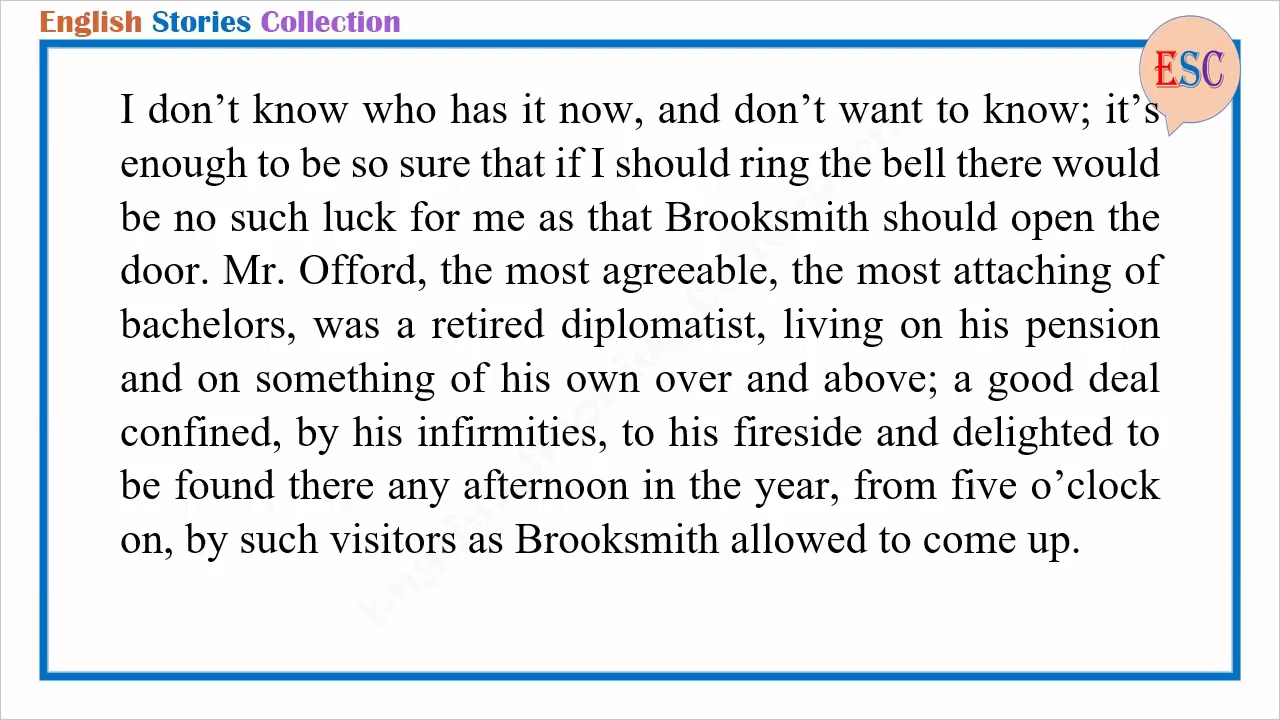 English Stories Collection
ESC
I don’t know who has it now, and don’t want to know; it’s
enough to be so sure that if I should ring the bell there would
be no such luck for me as that Brooksmith should open the
door. Mr. Offord, the most agreeable, the most attaching of
bachelors, was a retired diplomatist, living on his pension
and on something of his own over and above; a good deal
confined, by his infirmities, to his fireside and delighted to
be found there any afternoon in the year, from five o’clock
on, by such visitors as Brooksmith allowed to come up.